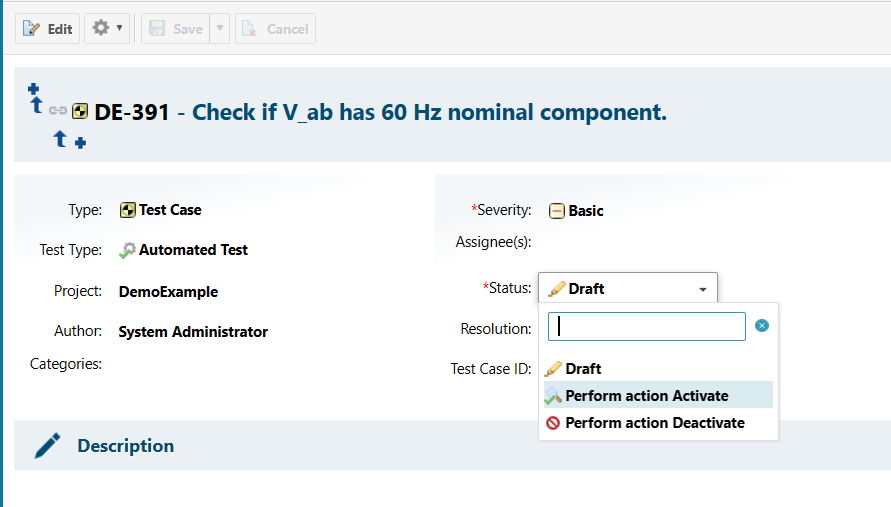 Edit Save Cancel
DE-391 - Check if V_ab has 60 Hz nominal component.
Type: Test Case
Test Type: Automated Test
Project: DemoExample
Author: System Administrator
Categories:
*Severity: Basic
Assignee(s):
*Status: Draft
Resolution:
Test Case ID: Draft
Perform action Activate
Perform action Deactivate
Description